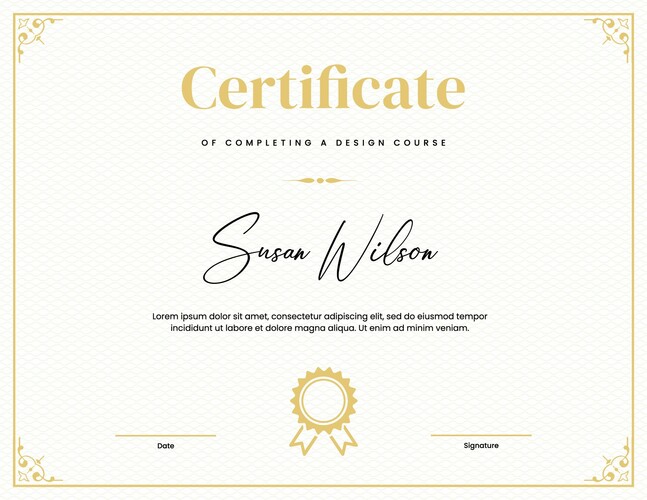 Certificate
OF COMPLETING A DESIGN COURSE
Susan Wilson
Lorem ipsum dolor sit amet, consectetur adipiscing elit, sed do eiusmod tempor
incididunt ut labore et dolore magna aliqua. Ut enim ad minim veniam.
Date
Signature